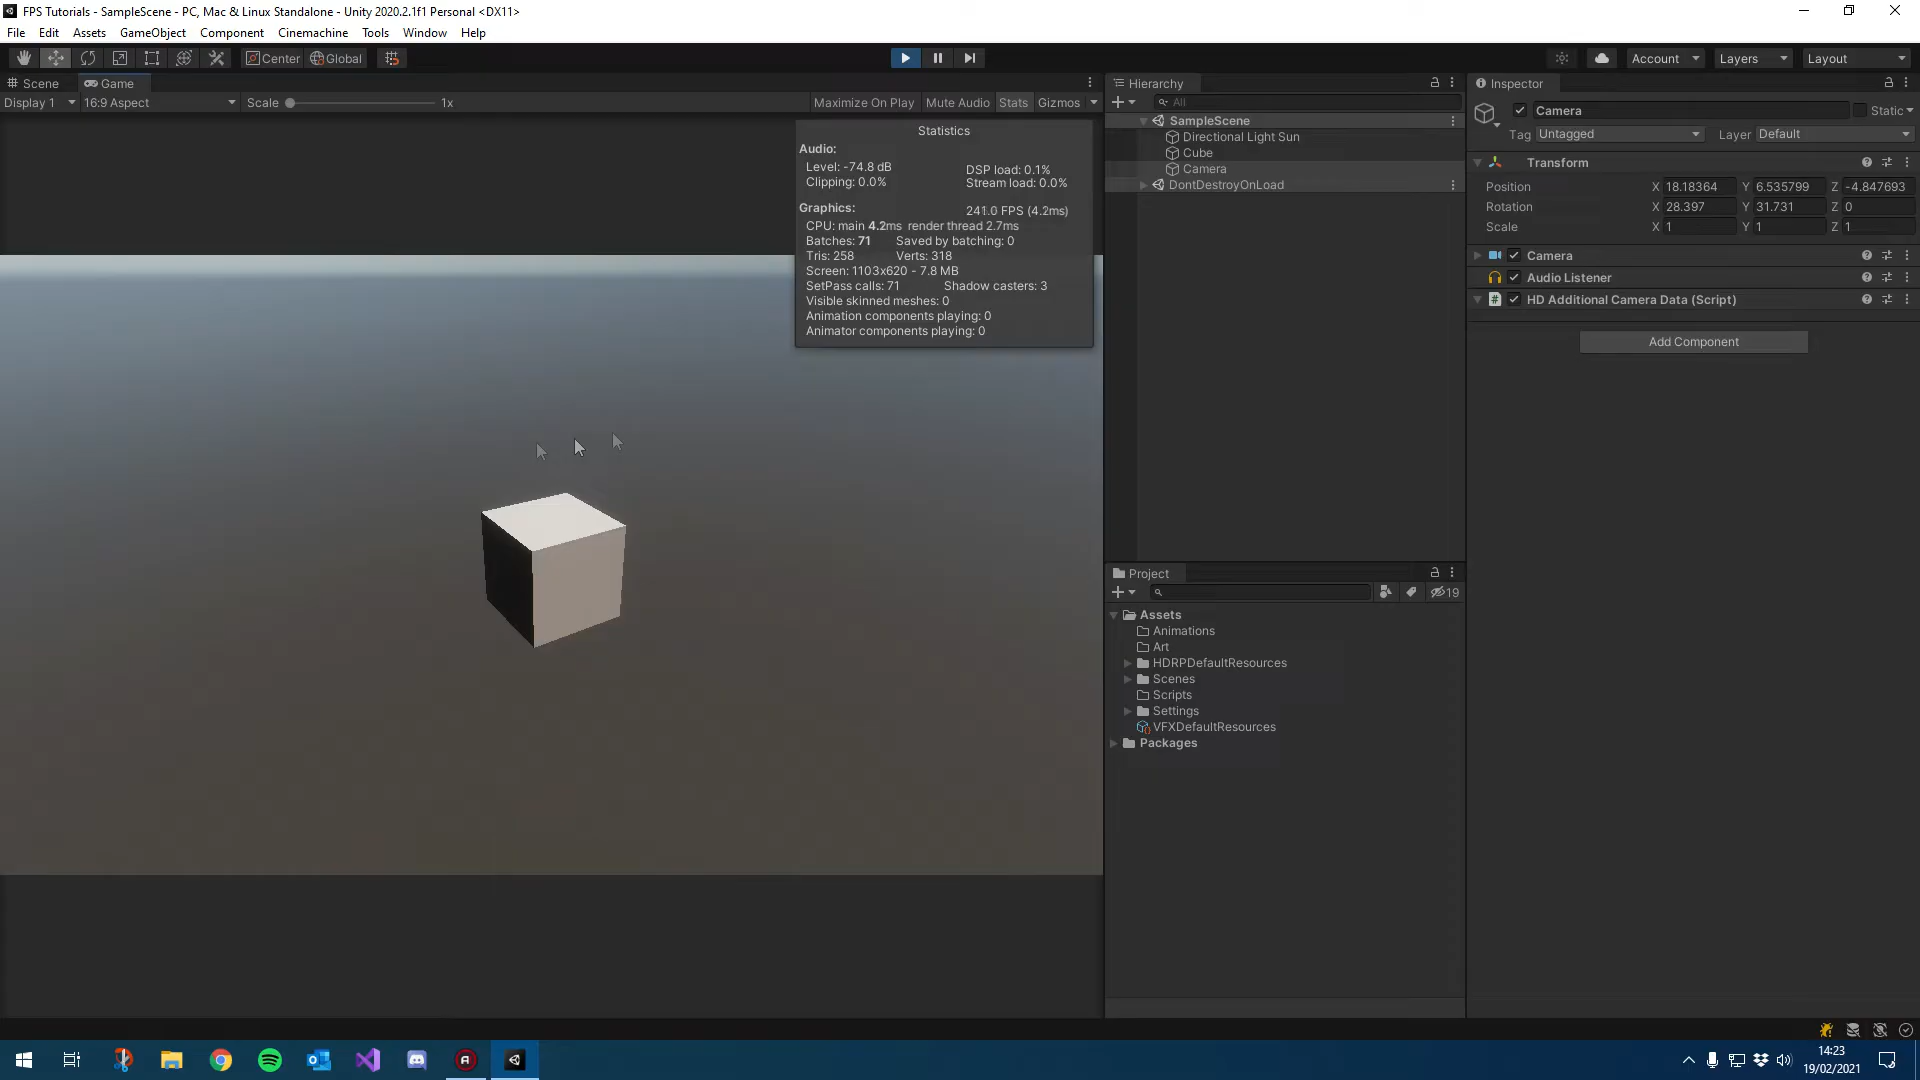 FPS Tutorials - SampleScene - PC, Mac & Linux Standalone - Unity 2020.2.1f1 Personal <DX11>
File Edit Assets GameObject Component Cinemachine Tools Window Help
Center Global Account Layers Layout
Scene Game
Display 1 16:9 Aspect Scale 1x Maximize On Play Mute Audio Stats Gizmos
Statistics
Audio:
Level: -74.8 dB DSP load: 0.1%
Clipping: 0.0% Stream load: 0.0%
Graphics: 241.0 FPS (4.2ms)
CPU: main 4.2ms render thread 2.7ms
Batches: 71 Saved by batching: 0
Tris: 258 Verts: 318
Screen: 1103x620 - 7.8 MB
SetPass calls: 71 Shadow casters: 3
Visible skinned meshes: 0
Animation components playing: 0
Animator components playing: 0
Hierarchy
All
SampleScene
Directional Light Sun
Cube
Camera
DontDestroyOnLoad
Project
19
Assets
Animations
Art
HDRPDefaultResources
Scenes
Scripts
Settings
VFXDefaultResources
Packages
Inspector
Camera Static
Tag Untagged Layer Default
Transform
Position X 18.18364 Y 6.535799 Z -4.847693
Rotation X 28.397 Y 31.731 Z 0
Scale X 1 Y 1 Z 1
Camera
Audio Listener
HD Additional Camera Data (Script)
Add Component
14:23
19/02/2021